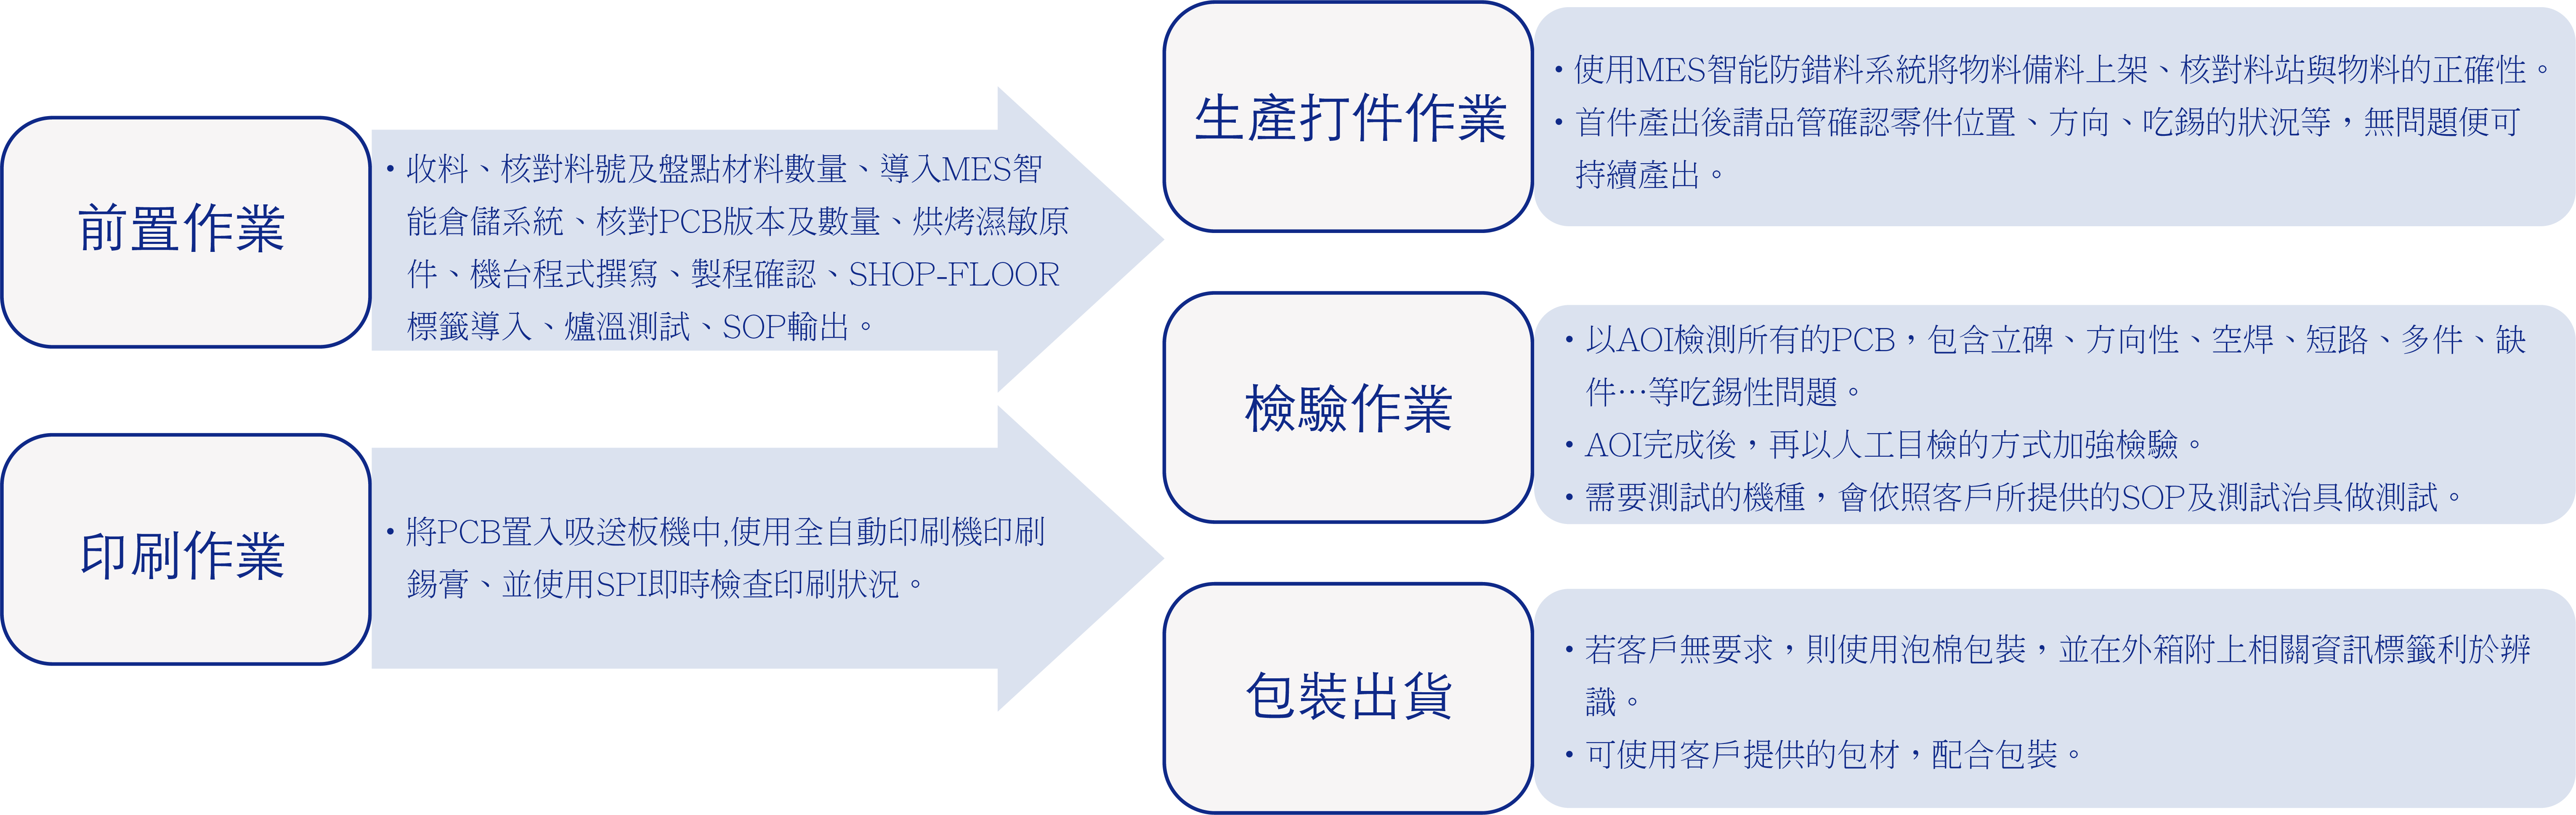 前置作業
・收料、核對料號及盤點材料數量、導入MES智
能倉儲系統、核對PCB版本及數量、烘烤濕敏原
件、機台程式撰寫、製程確認、SHOP-FLOOR
標籤導入、爐溫測試、SOP輸出。
印刷作業
・將PCB置入吸送板機中,使用全自動印刷機印刷
錫膏、並使用SPI即時檢查印刷狀況。
生產打件作業
・使用MES智能防錯料系統將物料備料上架、核對料站與物料的正確性。
・首件產出後請品管確認零件位置、方向、吃錫的狀況等，無問題便可
持續產出。
檢驗作業
・以AOI檢測所有的PCB，包含立碑、方向性、空焊、短路、多件、缺
件…等吃錫性問題。
・AOI完成後，再以人工目檢的方式加強檢驗。
・需要測試的機種，會依照客戶所提供的SOP及測試治具做測試。
包裝出貨
・若客戶無要求，則使用泡棉包裝，並在外箱附上相關資訊標籤利於辨
識。
・可使用客戶提供的包材，配合包裝。